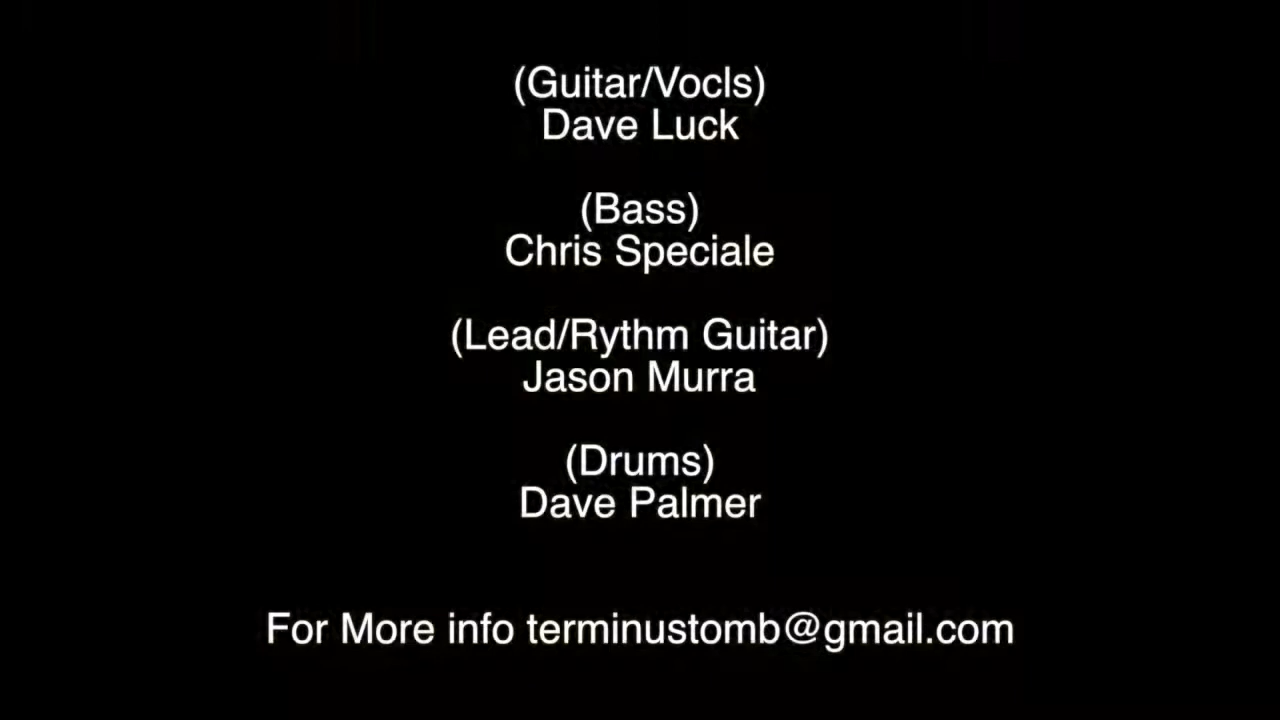 (Guitar/Vocls)
Dave Luck
(Bass)
Chris Speciale
(Lead/Rythm Guitar)
Jason Murra
(Drums)
Dave Palmer
For More info terminustomb@gmail.com